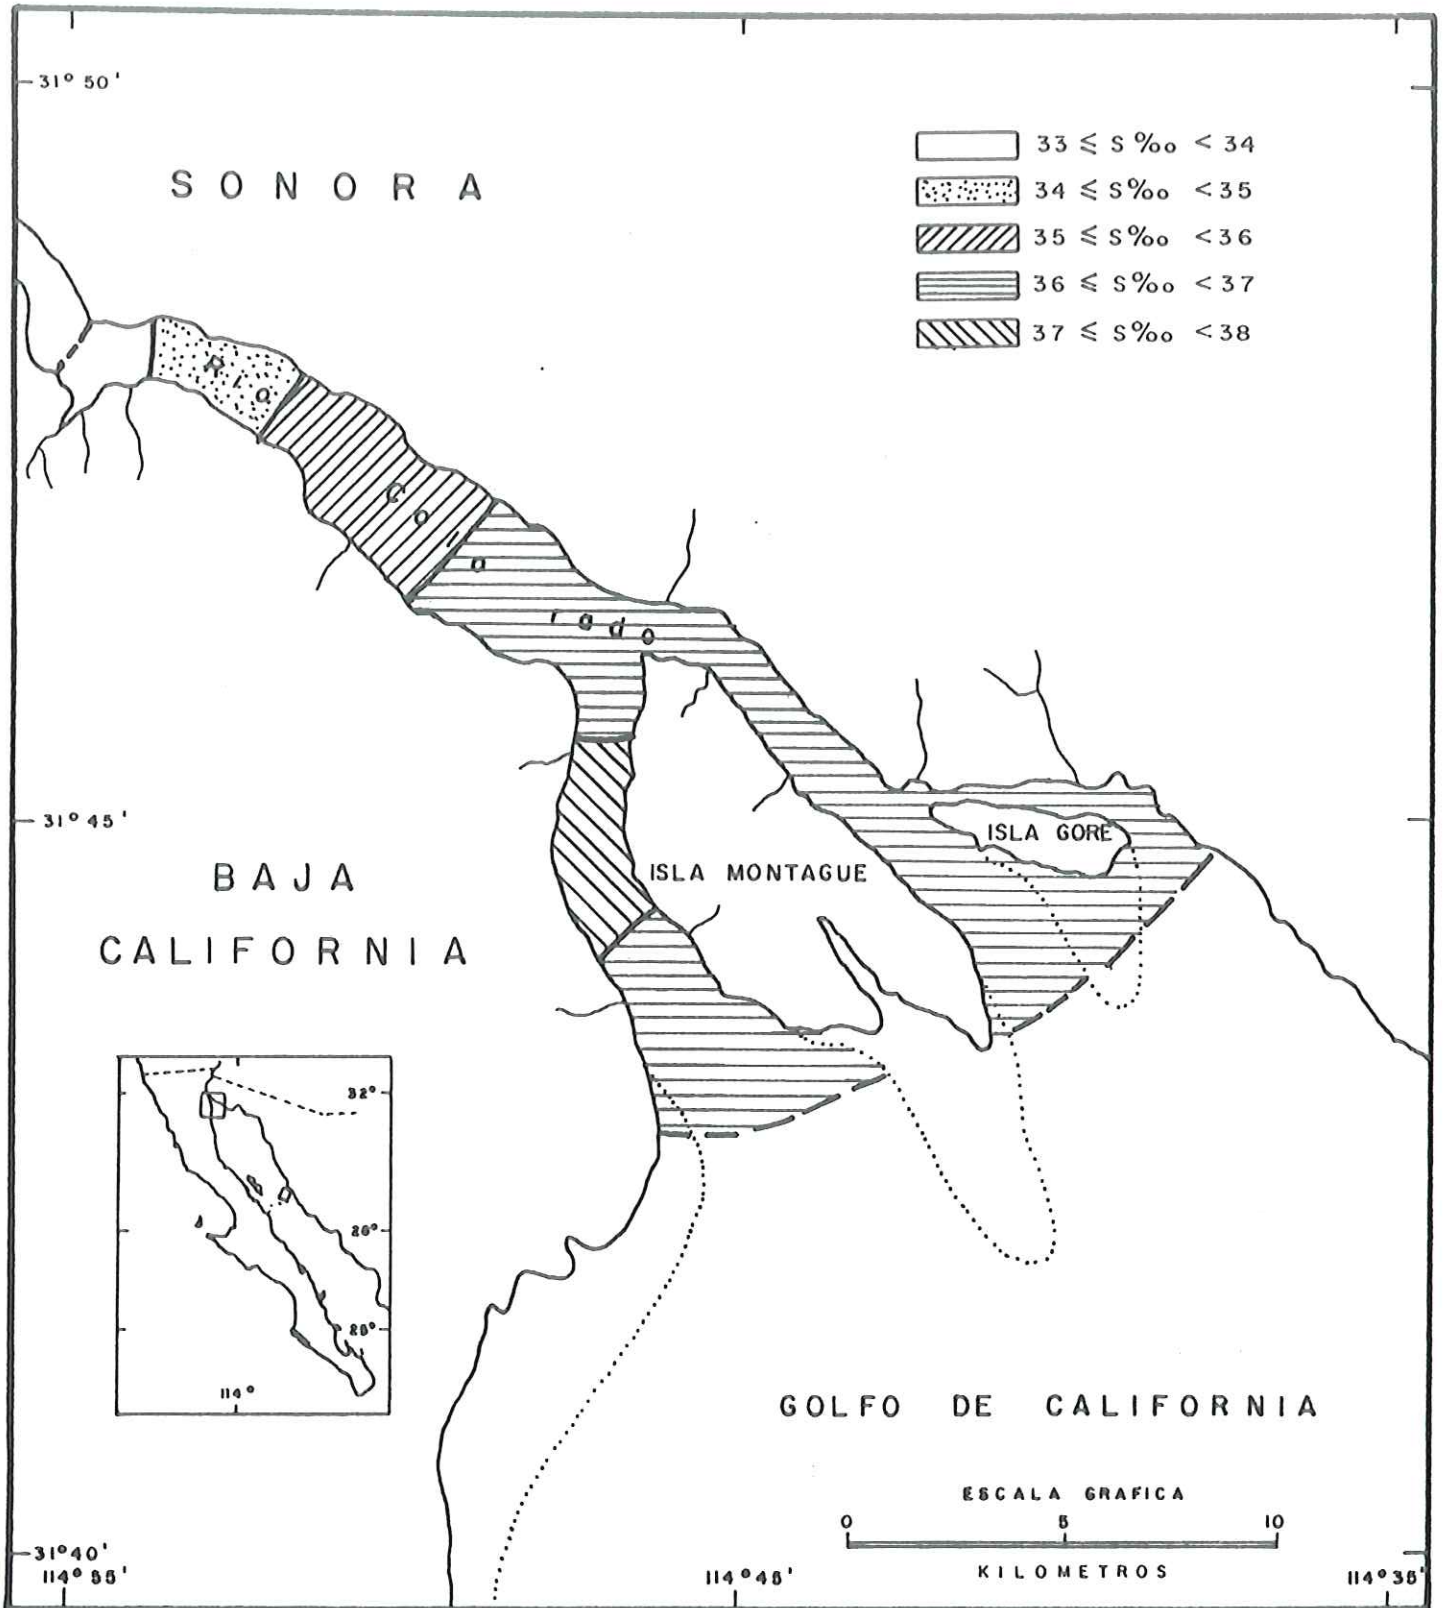 31° 50'
SONORA
33 ≤ S‰ < 34
34 ≤ S‰ < 35
35 ≤ S‰ < 36
36 ≤ S‰ < 37
37 ≤ S‰ < 38
Rio
Colorado
31° 45'
ISLA GORE
ISLA MONTAGUE
BAJA
CALIFORNIA
32°
114°
GOLFO DE CALIFORNIA
ESCALA GRAFICA
0 5 10
KILOMETROS
31°40'
114°55' 114°45' 114°35'